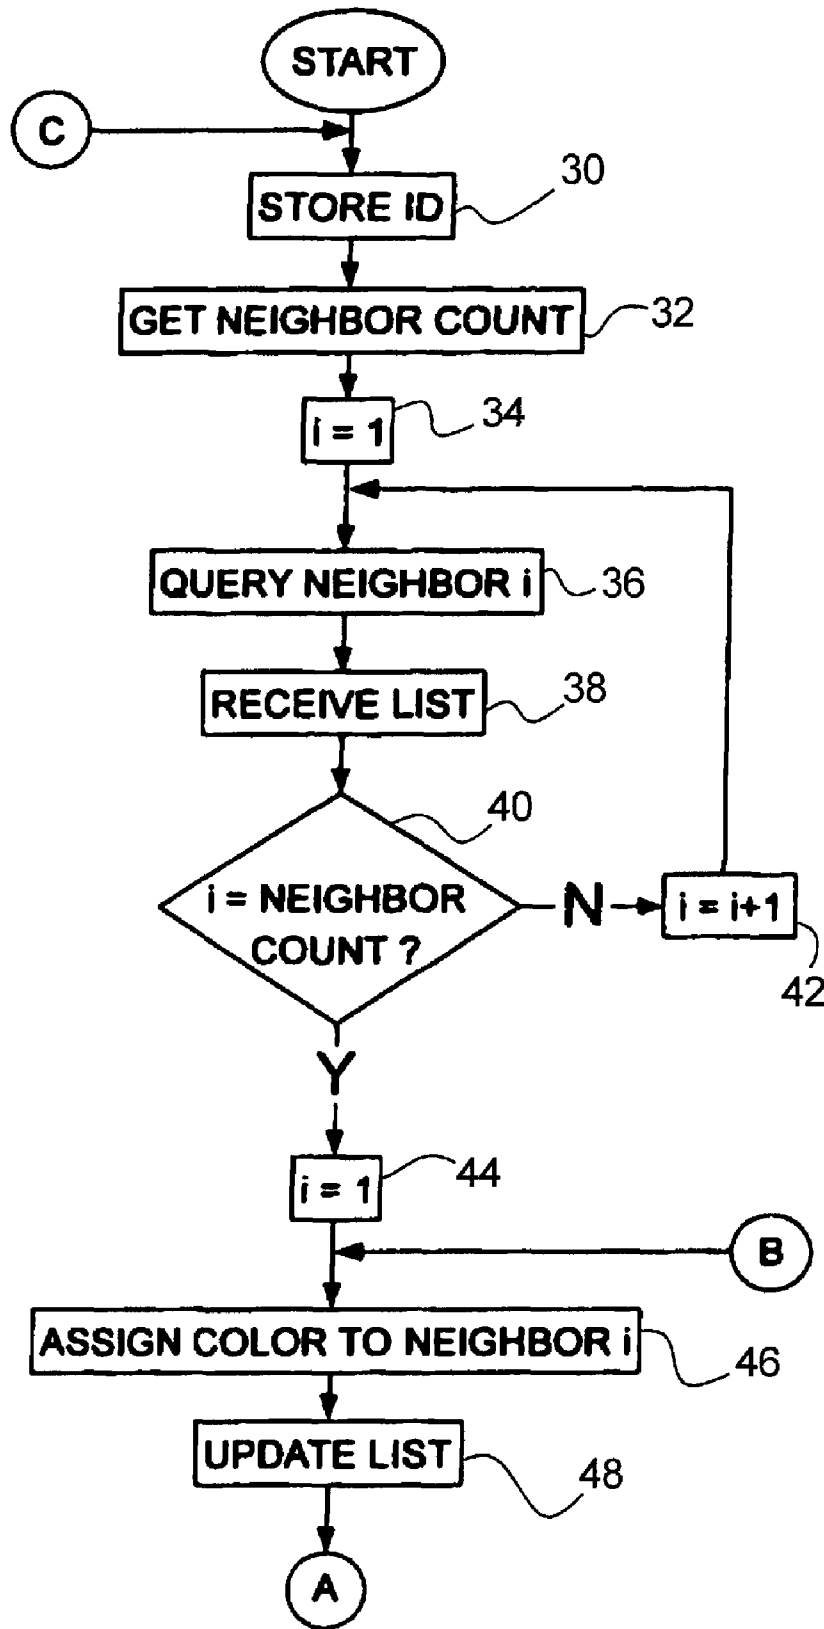 START
C
30
STORE ID
GET NEIGHBOR COUNT
32
i = 1
34
QUERY NEIGHBOR i
36
RECEIVE LIST
38
40
i = NEIGHBOR
COUNT ?
N
i = i+1
42
Y
i = 1
44
B
ASSIGN COLOR TO NEIGHBOR i
46
UPDATE LIST
48
A